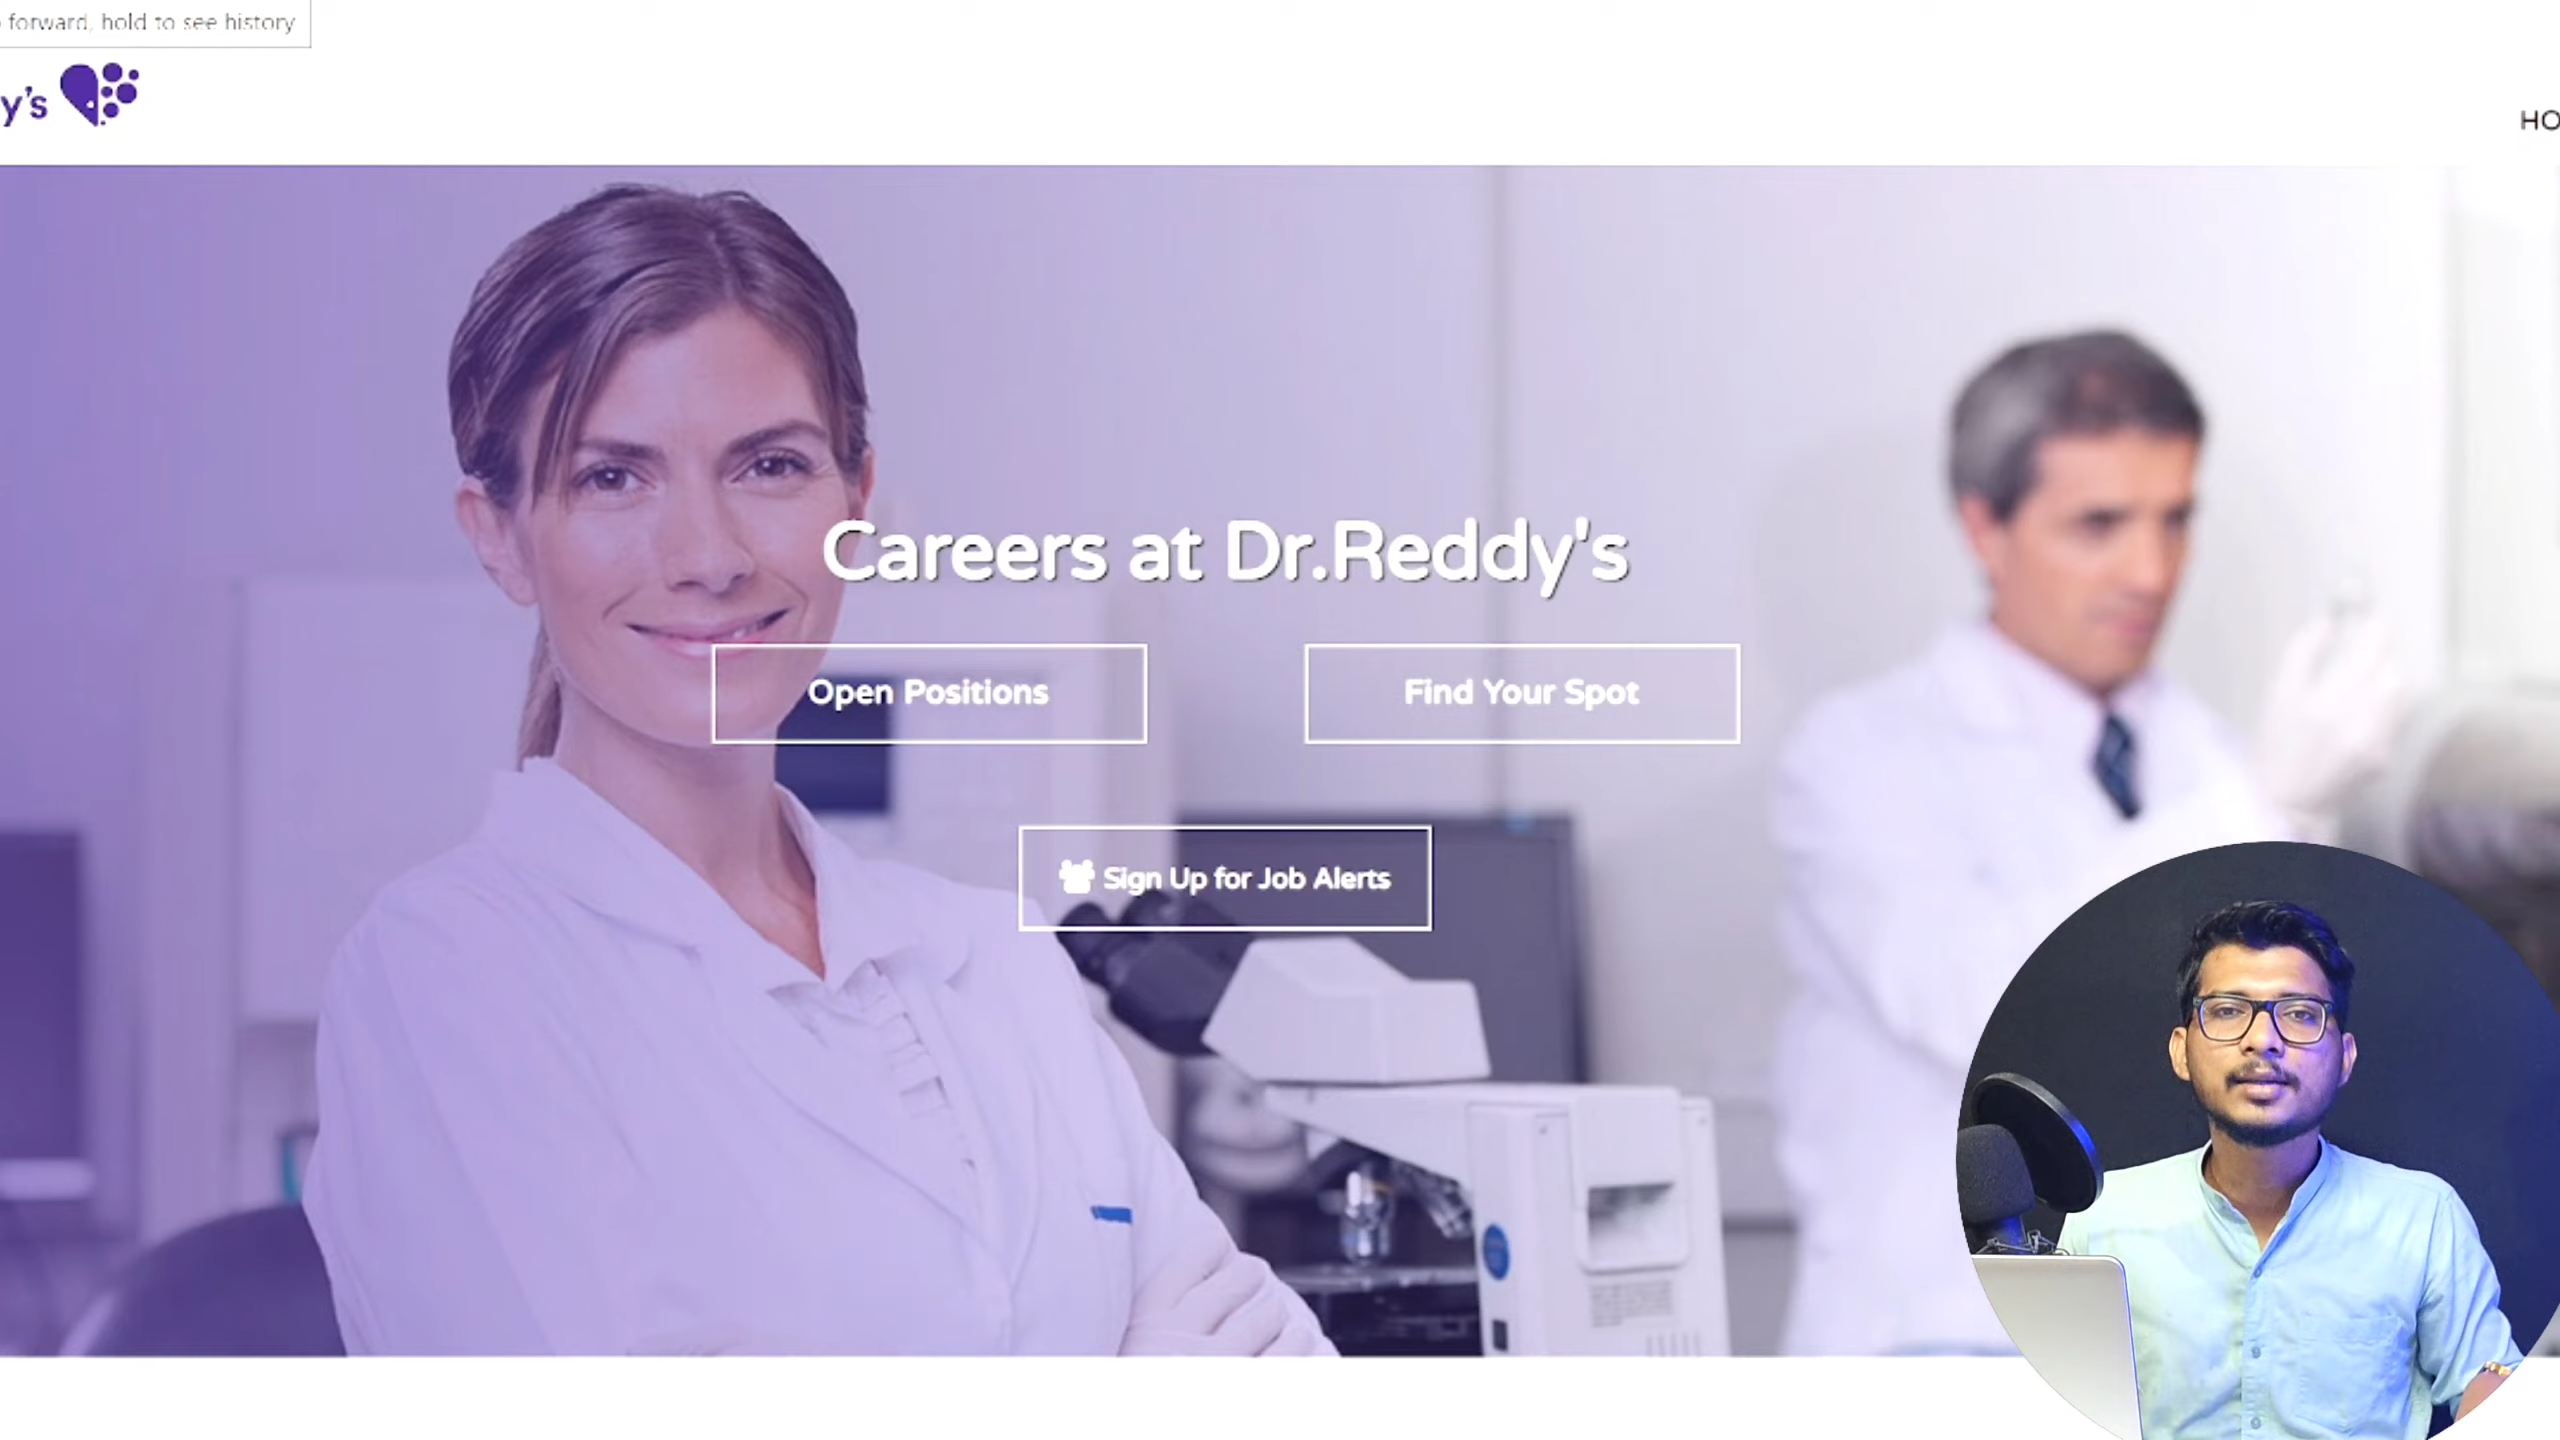 forward, hold to see history
y's
HO
Careers at Dr.Reddy's
Open Positions
Find Your Spot
Sign Up for Job Alerts